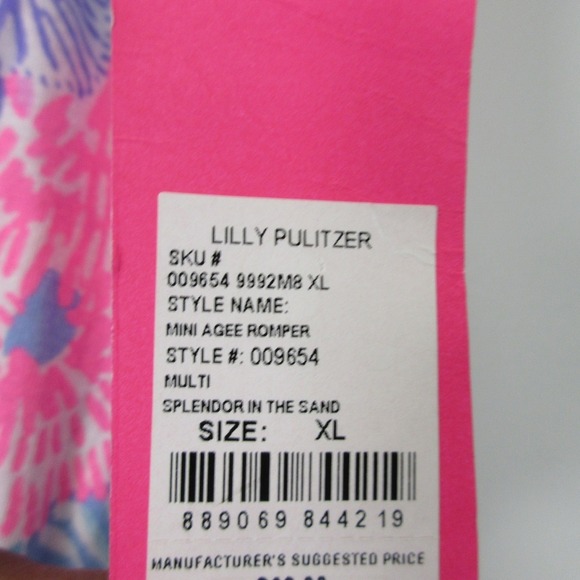 LILLY PULITZER
SKU #
009654 9992M8 XL
STYLE NAME:
MINI AGEE ROMPER
STYLE #: 009654
MULTI
SPLENDOR IN THE SAND
SIZE: XL
889069 844219
MANUFACTURER'S SUGGESTED PRICE